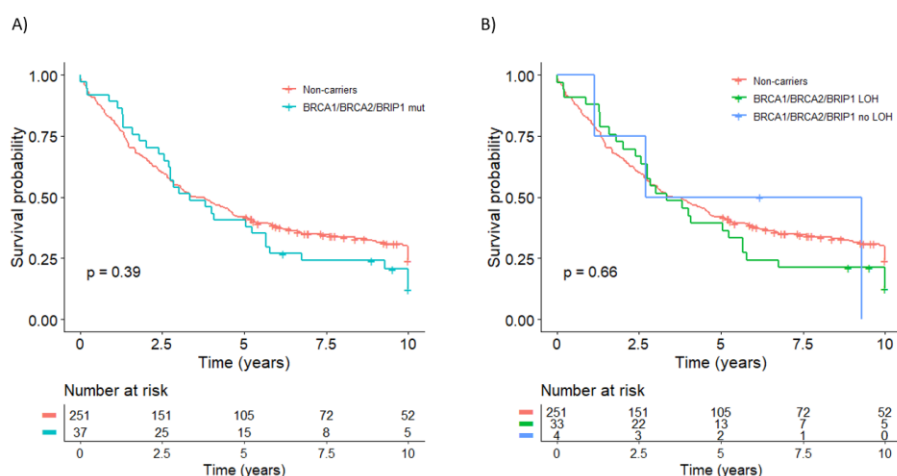 A)
Survival probability
1.00
0.75
0.50
0.25
0.00
Non-carriers
BRCA1/BRCA2/BRIP1 mut
p = 0.39
0 2.5 5 7.5 10
Time (years)
Number at risk
251 151 105 72 52
37 25 15 8 5
0 2.5 5 7.5 10
Time (years)
B)
Survival probability
1.00
0.75
0.50
0.25
0.00
Non-carriers
BRCA1/BRCA2/BRIP1 LOH
BRCA1/BRCA2/BRIP1 no LOH
p = 0.66
0 2.5 5 7.5 10
Time (years)
Number at risk
251 151 105 72 52
33 22 13 7 5
4 3 2 1 0
0 2.5 5 7.5 10
Time (years)